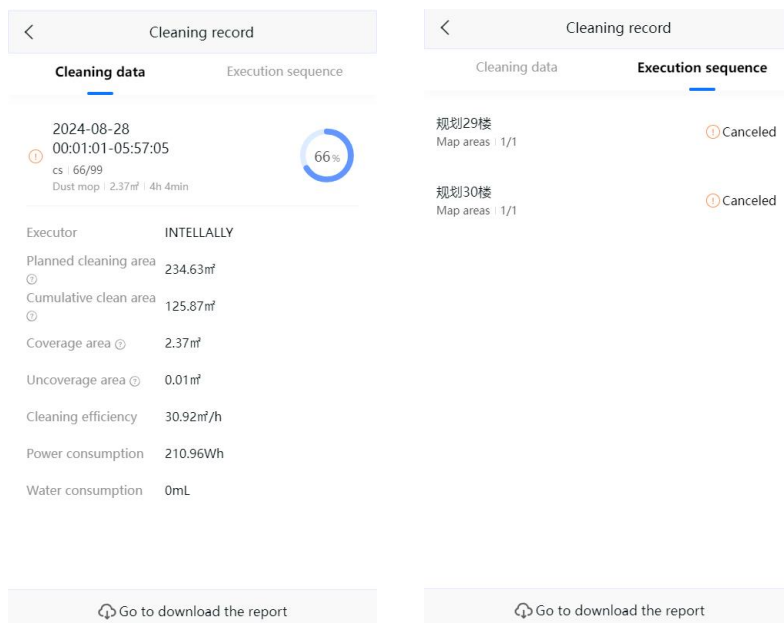 Cleaning record
Cleaning data
Execution sequence
2024-08-28
00:01:01-05:57:05
cs | 66/99
Dust mop | 2.37㎡ | 4h 4min
66%
Executor INTELLALLY
Planned cleaning area 234.63㎡
Cumulative clean area 125.87㎡
Coverage area 2.37㎡
Uncoverage area 0.01㎡
Cleaning efficiency 30.92㎡/h
Power consumption 210.96Wh
Water consumption 0mL
Go to download the report
Cleaning record
Cleaning data
Execution sequence
规划29楼
Map areas | 1/1
Canceled
规划30楼
Map areas | 1/1
Canceled
Go to download the report